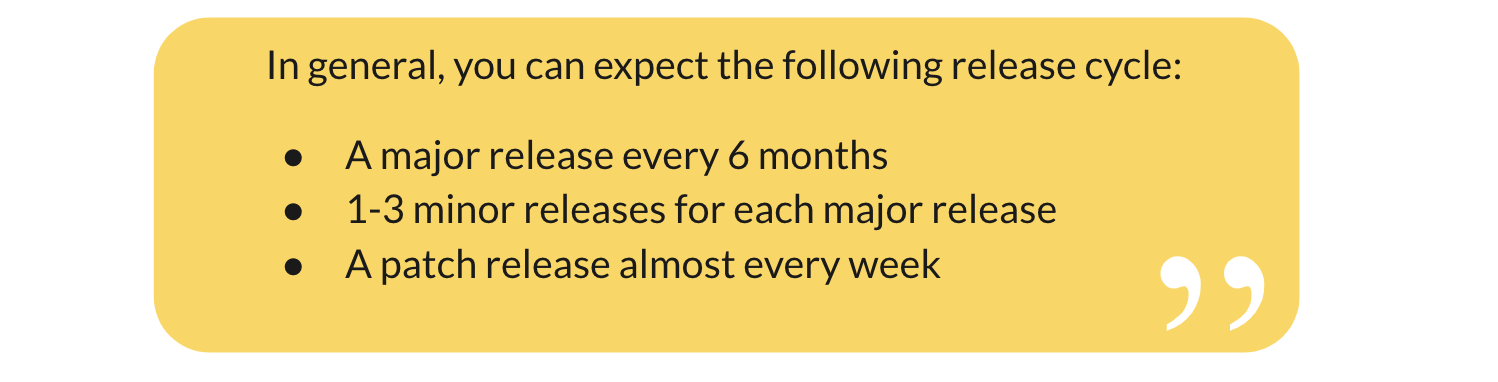 In general, you can expect the following release cycle:
● A major release every 6 months
● 1-3 minor releases for each major release
● A patch release almost every week
”